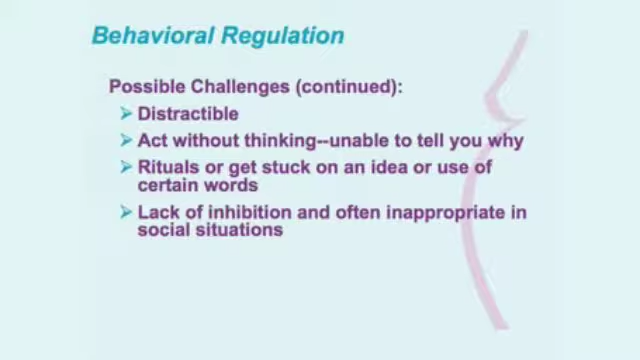 Behavioral Regulation
Possible Challenges (continued):
➢ Distractible
➢ Act without thinking--unable to tell you why
➢ Rituals or get stuck on an idea or use of
certain words
➢ Lack of inhibition and often inappropriate in
social situations